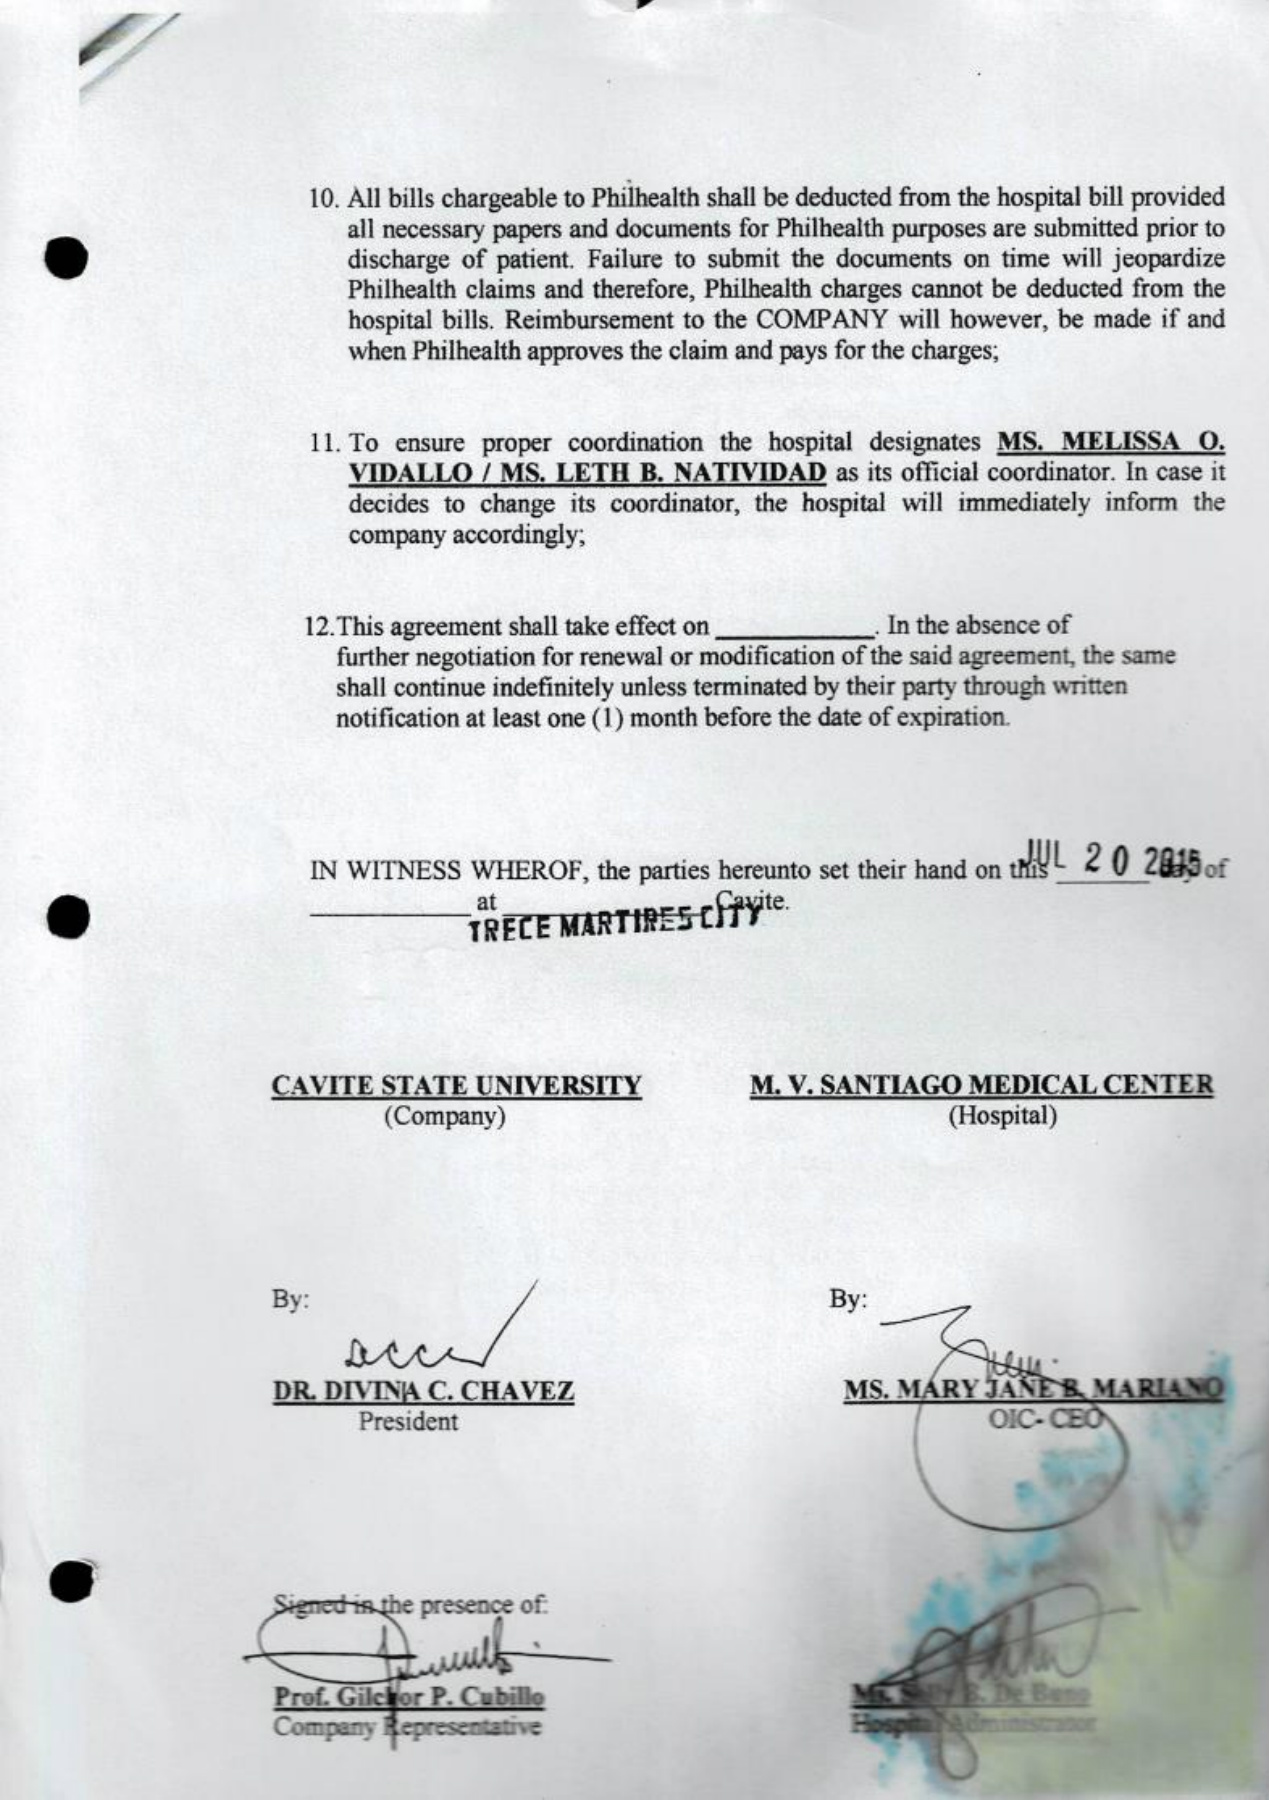 10. All bills chargeable to Philhealth shall be deducted from the hospital bill provided
all necessary papers and documents for Philhealth purposes are submitted prior to
discharge of patient. Failure to submit the documents on time will jeopardize
Philhealth claims and therefore, Philhealth charges cannot be deducted from the
hospital bills. Reimbursement to the COMPANY will however, be made if and
when Philhealth approves the claim and pays for the charges;
11. To ensure proper coordination the hospital designates MS. MELISSA O.
VIDALLO / MS. LETH B. NATIVIDAD as its official coordinator. In case it
decides to change its coordinator, the hospital will immediately inform the
company accordingly;
12.This agreement shall take effect on ____________. In the absence of
further negotiation for renewal or modification of the said agreement, the same
shall continue indefinitely unless terminated by their party through written
notification at least one (1) month before the date of expiration.
IN WITNESS WHEROF, the parties hereunto set their hand on this JUL 20 2015 of
____________ at ____________ Cavite.
TRECE MARTIRES CITY
CAVITE STATE UNIVERSITY M. V. SANTIAGO MEDICAL CENTER
(Company) (Hospital)
By: By:
DR. DIVINA C. CHAVEZ MS. MARY JANE B. MARIANO
President OIC- CEO
Signed in the presence of:
Prof. Gilchor P. Cubillo Ms. B. De
Company Representative Hospital Administrator